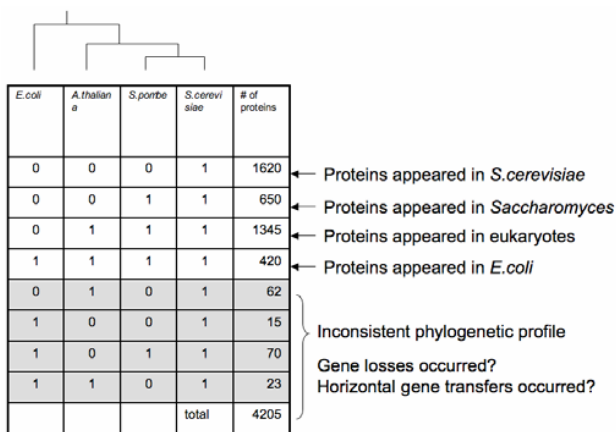 E.coli A.thalian a S.pombe S.cerevi siae # of proteins
0 0 0 1 1620 Proteins appeared in S.cerevisiae
0 0 1 1 650 Proteins appeared in Saccharomyces
0 1 1 1 1345 Proteins appeared in eukaryotes
1 1 1 1 420 Proteins appeared in E.coli
0 1 0 1 62
1 0 0 1 15
1 0 1 1 70
1 1 0 1 23
total 4205
Inconsistent phylogenetic profile
Gene losses occurred?
Horizontal gene transfers occurred?